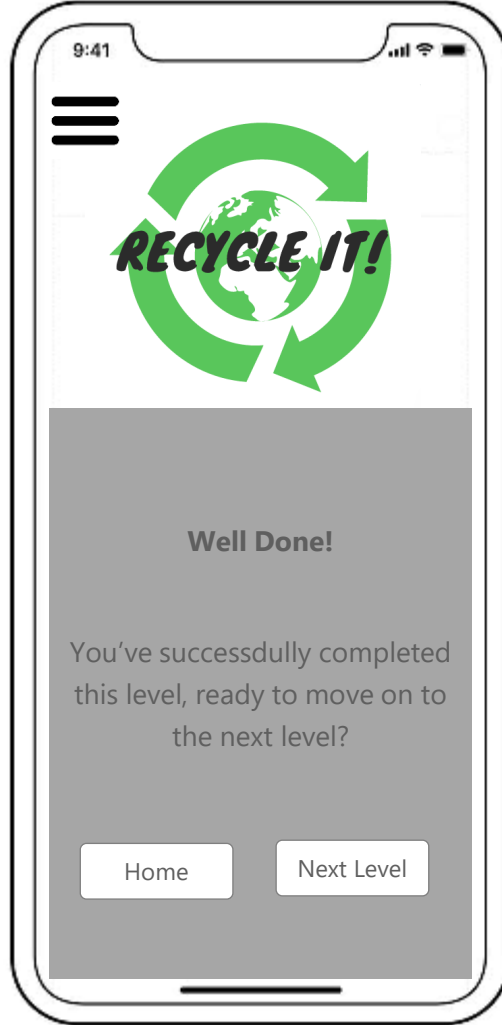 9:41
RECYCLE IT!
Well Done!
You've successdully completed
this level, ready to move on to
the next level?
Home
Next Level